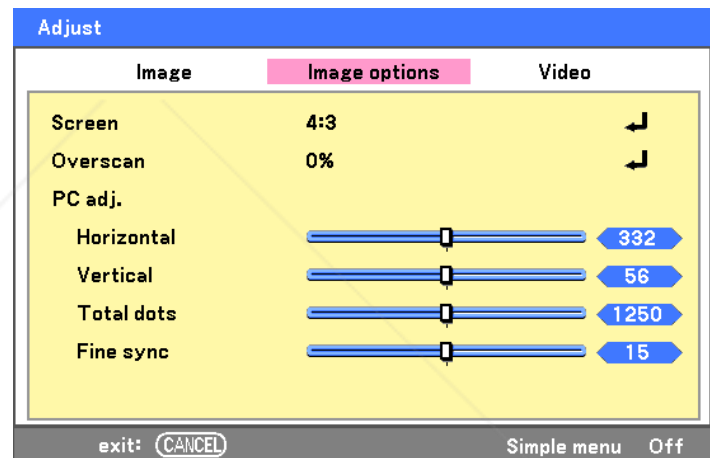 Adjust
Image Image options Video
Screen 4:3
Overscan 0%
PC adj.
Horizontal 332
Vertical 56
Total dots 1250
Fine sync 15
exit: CANCEL Simple menu Off